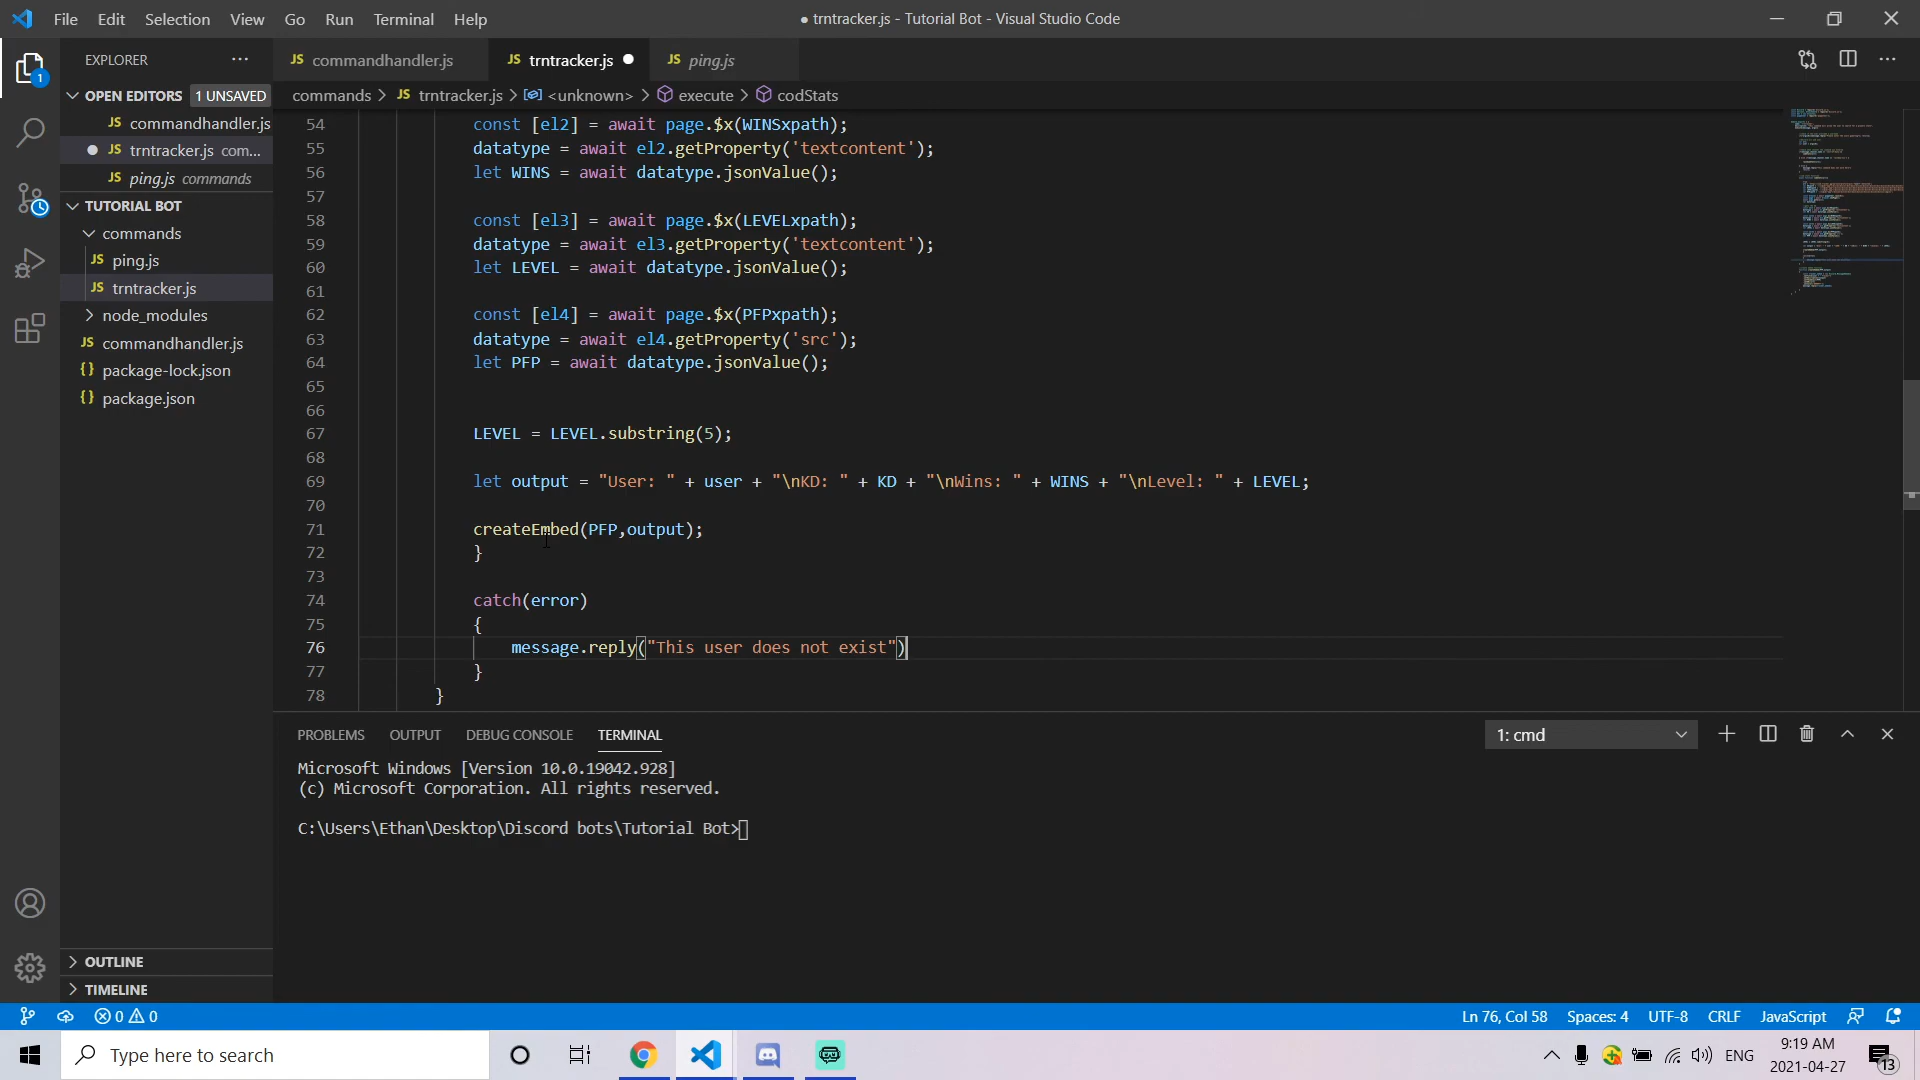 File Edit Selection View Go Run Terminal Help
● trntracker.js - Tutorial Bot - Visual Studio Code
EXPLORER
JS commandhandler.js
JS trntracker.js
JS ping.js
OPEN EDITORS 1 UNSAVED
commands > JS trntracker.js > <unknown> > execute > codStats
JS commandhandler.js
JS trntracker.js com...
JS ping.js commands
TUTORIAL BOT
commands
JS ping.js
JS trntracker.js
node_modules
JS commandhandler.js
{} package-lock.json
{} package.json
OUTLINE
TIMELINE
54 const [el2] = await page.$x(WINSxpath);
55 datatype = await el2.getProperty('textcontent');
56 let WINS = await datatype.jsonValue();
57
58 const [el3] = await page.$x(LEVELxpath);
59 datatype = await el3.getProperty('textcontent');
60 let LEVEL = await datatype.jsonValue();
61
62 const [el4] = await page.$x(PFPxpath);
63 datatype = await el4.getProperty('src');
64 let PFP = await datatype.jsonValue();
65
66
67 LEVEL = LEVEL.substring(5);
68
69 let output = "User: " + user + "\nKD: " + KD + "\nWins: " + WINS + "\nLevel: " + LEVEL;
70
71 createEmbed(PFP,output);
72 }
73
74 catch(error)
75 {
76 message.reply("This user does not exist")
77 }
78 }
PROBLEMS OUTPUT DEBUG CONSOLE TERMINAL
1: cmd
Microsoft Windows [Version 10.0.19042.928]
(c) Microsoft Corporation. All rights reserved.
C:\Users\Ethan\Desktop\Discord bots\Tutorial Bot>
1
0 0
Ln 76, Col 58 Spaces: 4 UTF-8 CRLF JavaScript
Type here to search
ENG
9:19 AM
2021-04-27
13